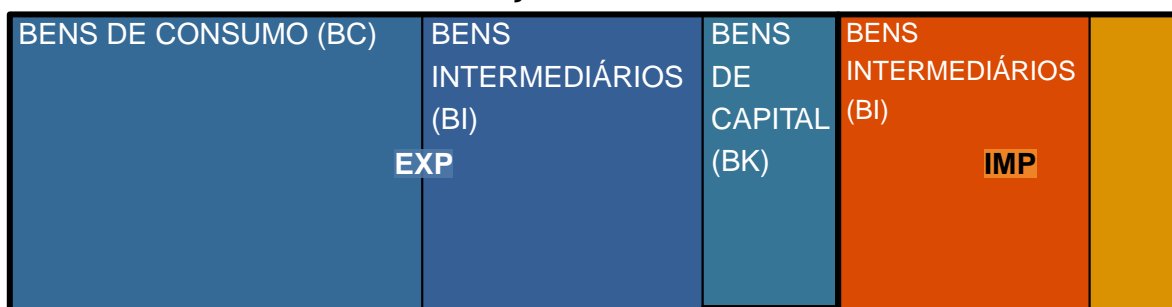 BENS DE CONSUMO (BC)
BENS
INTERMEDIÁRIOS
(BI)
BENS
DE
CAPITAL
(BK)
BENS
INTERMEDIÁRIOS
(BI)
EXP
IMP